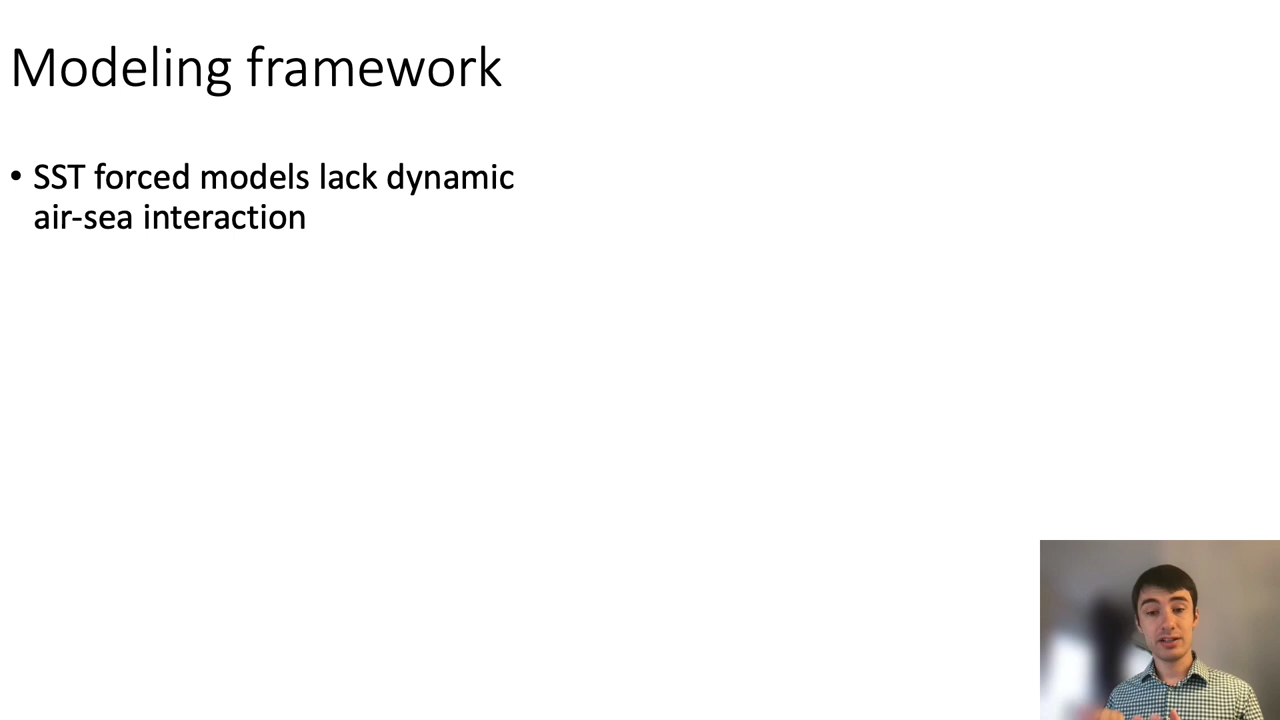 Modeling framework
• SST forced models lack dynamic
air-sea interaction